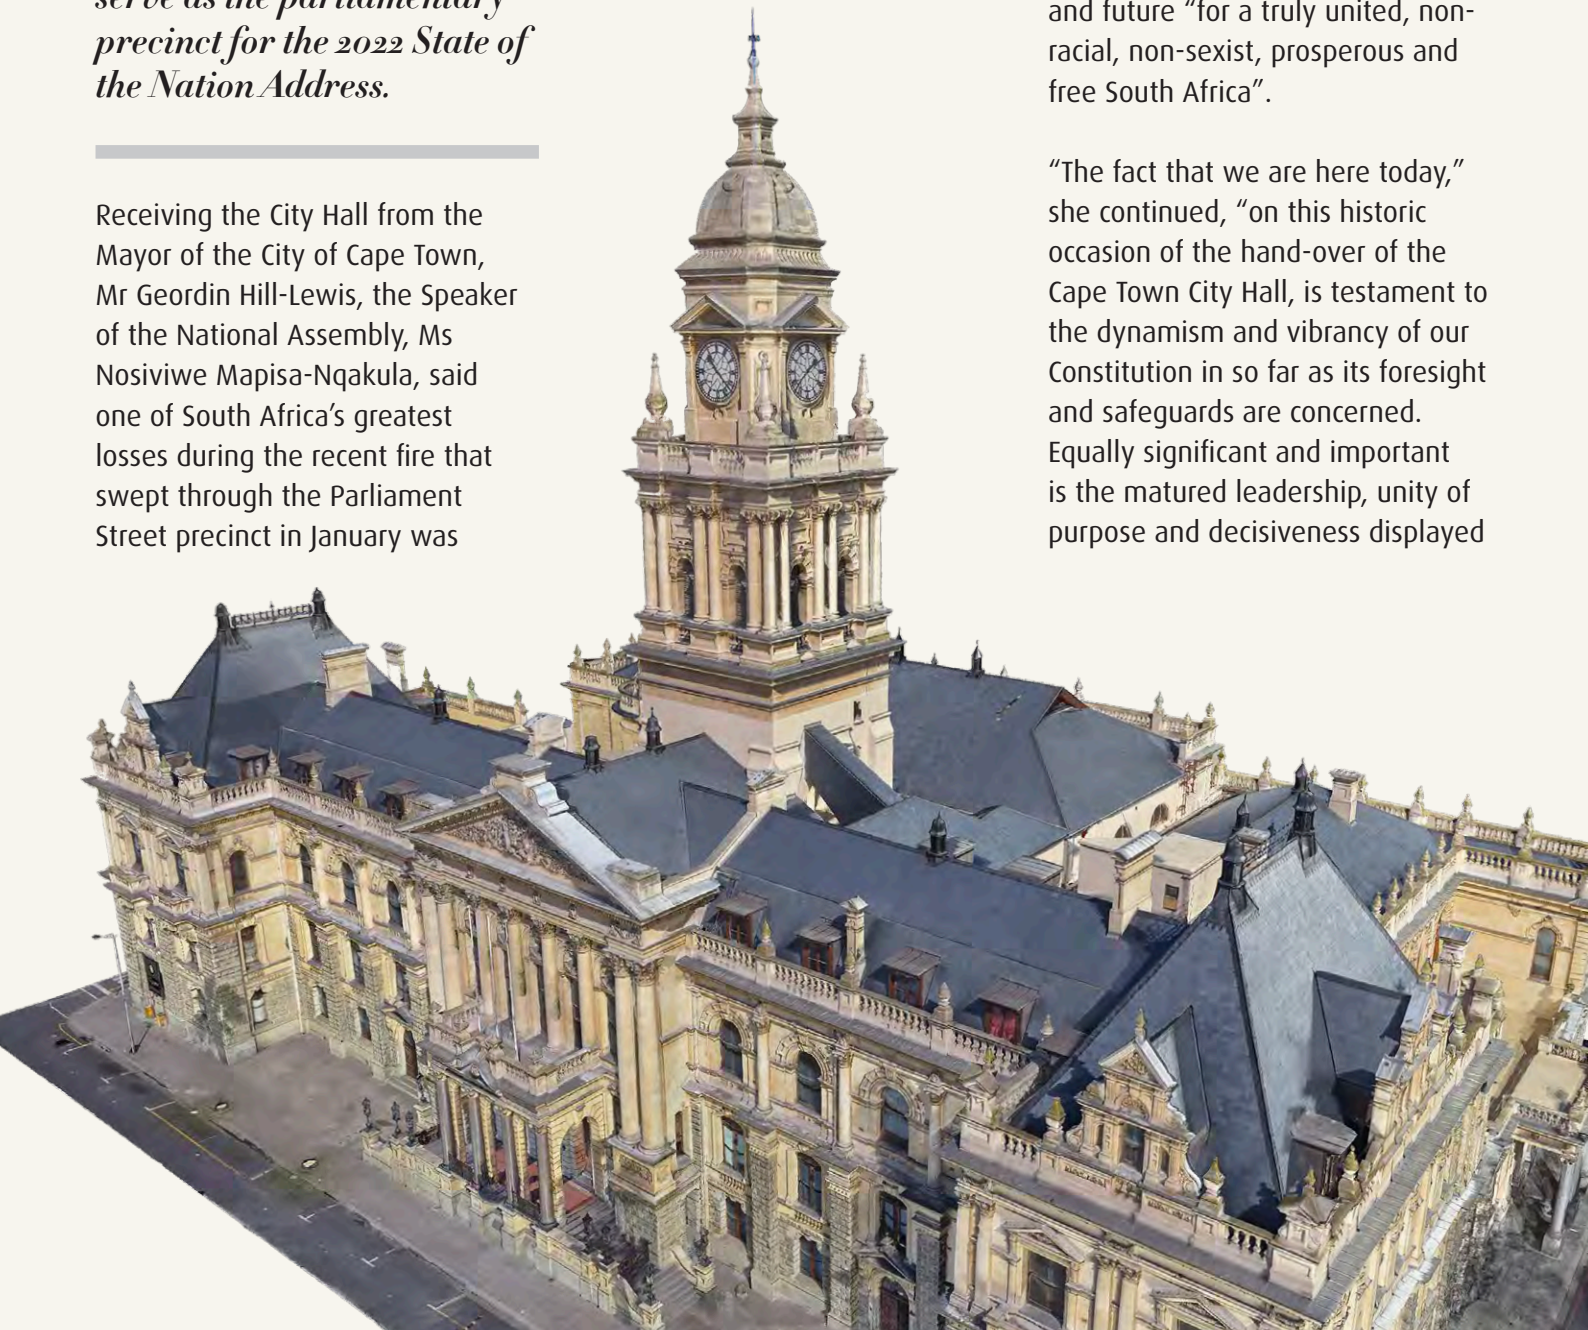 serve as the parliamentary
precinct for the 2022 State of
the Nation Address.
Receiving the City Hall from the
Mayor of the City of Cape Town,
Mr Geordin Hill-Lewis, the Speaker
of the National Assembly, Ms
Nosiviwe Mapisa-Nqakula, said
one of South Africa’s greatest
losses during the recent fire that
swept through the Parliament
Street precinct in January was
and future “for a truly united, non-
racial, non-sexist, prosperous and
free South Africa”.
“The fact that we are here today,”
she continued, “on this historic
occasion of the hand-over of the
Cape Town City Hall, is testament to
the dynamism and vibrancy of our
Constitution in so far as its foresight
and safeguards are concerned.
Equally significant and important
is the matured leadership, unity of
purpose and decisiveness displayed